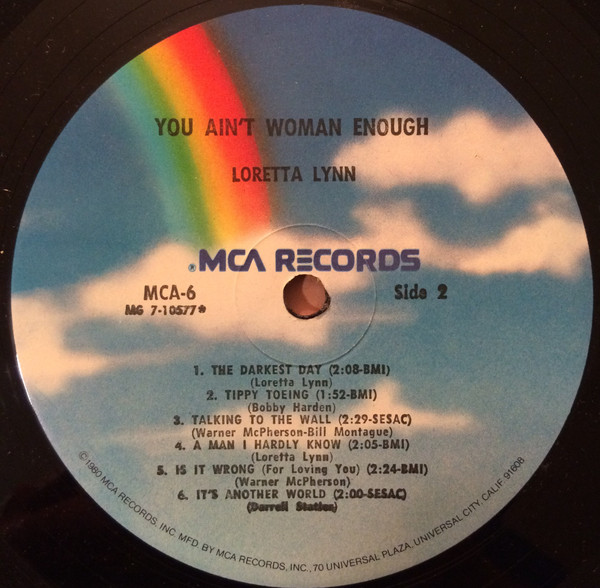 YOU AIN'T WOMAN ENOUGH
LORETTA LYNN
®MCA RECORDS
MCA-6
Side 2
MG 7-10577*
1. THE DARKEST DAY (2:08-BMI)
(Loretta Lynn)
2. TIPPY TOEING (1:52-BMI)
(Bobby Harden)
3. TALKING TO THE WALL (2:29-SESAC)
(Warner McPherson-Bill Montague)
4. A MAN I HARDLY KNOW (2:05-BMI)
(Loretta Lynn)
5. IS IT WRONG (For Loving You) (2:24-BMI)
(Warner McPherson)
6. IT'S ANOTHER WORLD (2:00-SESAC)
(Darrell Statler)
©1980 MCA RECORDS, INC. MFD. BY MCA RECORDS, INC., 70 UNIVERSAL PLAZA, UNIVERSAL CITY, CALIF. 91608